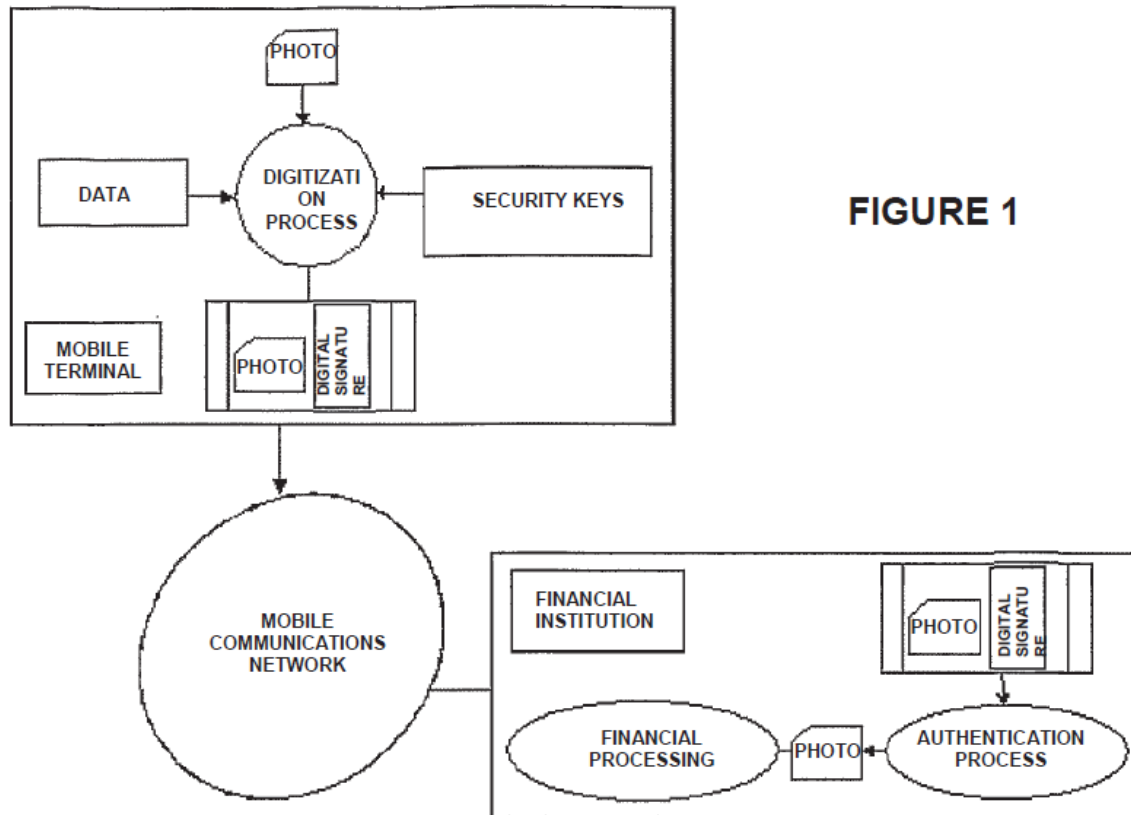 PHOTO
DATA
DIGITIZATI
ON
PROCESS
SECURITY KEYS
FIGURE 1
MOBILE
TERMINAL
PHOTO
DIGITAL
SIGNATU
RE
MOBILE
COMMUNICATIONS
NETWORK
FINANCIAL
INSTITUTION
PHOTO
DIGITAL
SIGNATU
RE
FINANCIAL
PROCESSING
PHOTO
AUTHENTICATION
PROCESS